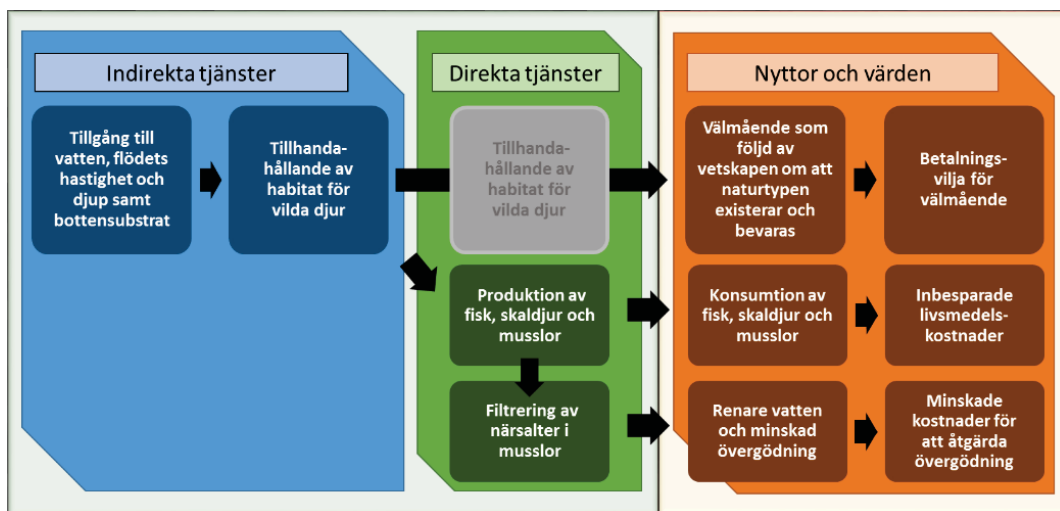 Indirekta tjänster
Tillgång till
vatten, flödets
hastighet och
djup samt
bottensubstrat
Tillhanda-
hållande av
habitat för
vilda djur
Direkta tjänster
Tillhanda-
hållande av
habitat för
vilda djur
Produktion av
fisk, skaldjur och
musslor
Filtrering av
närsalter i
musslor
Nyttor och värden
Välmående som
följd av
vetskapen om att
naturtypen
existerar och
bevaras
Betalnings-
vilja för
välmående
Konsumtion av
fisk, skaldjur och
musslor
Inbesparade
livsmedels-
kostnader
Renare vatten
och minskad
övergödning
Minskade
kostnader för
att åtgärda
övergödning